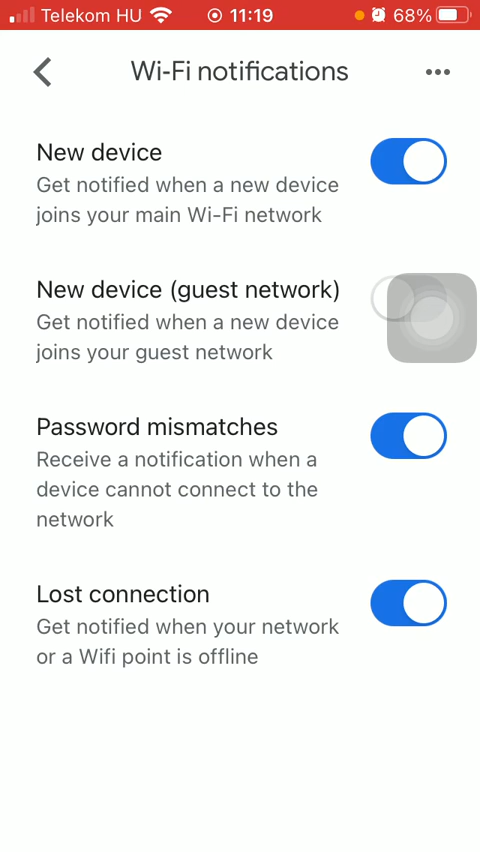 Telekom HU 11:19 68%
Wi-Fi notifications
New device
Get notified when a new device
joins your main Wi-Fi network
New device (guest network)
Get notified when a new device
joins your guest network
Password mismatches
Receive a notification when a
device cannot connect to the
network
Lost connection
Get notified when your network
or a Wifi point is offline